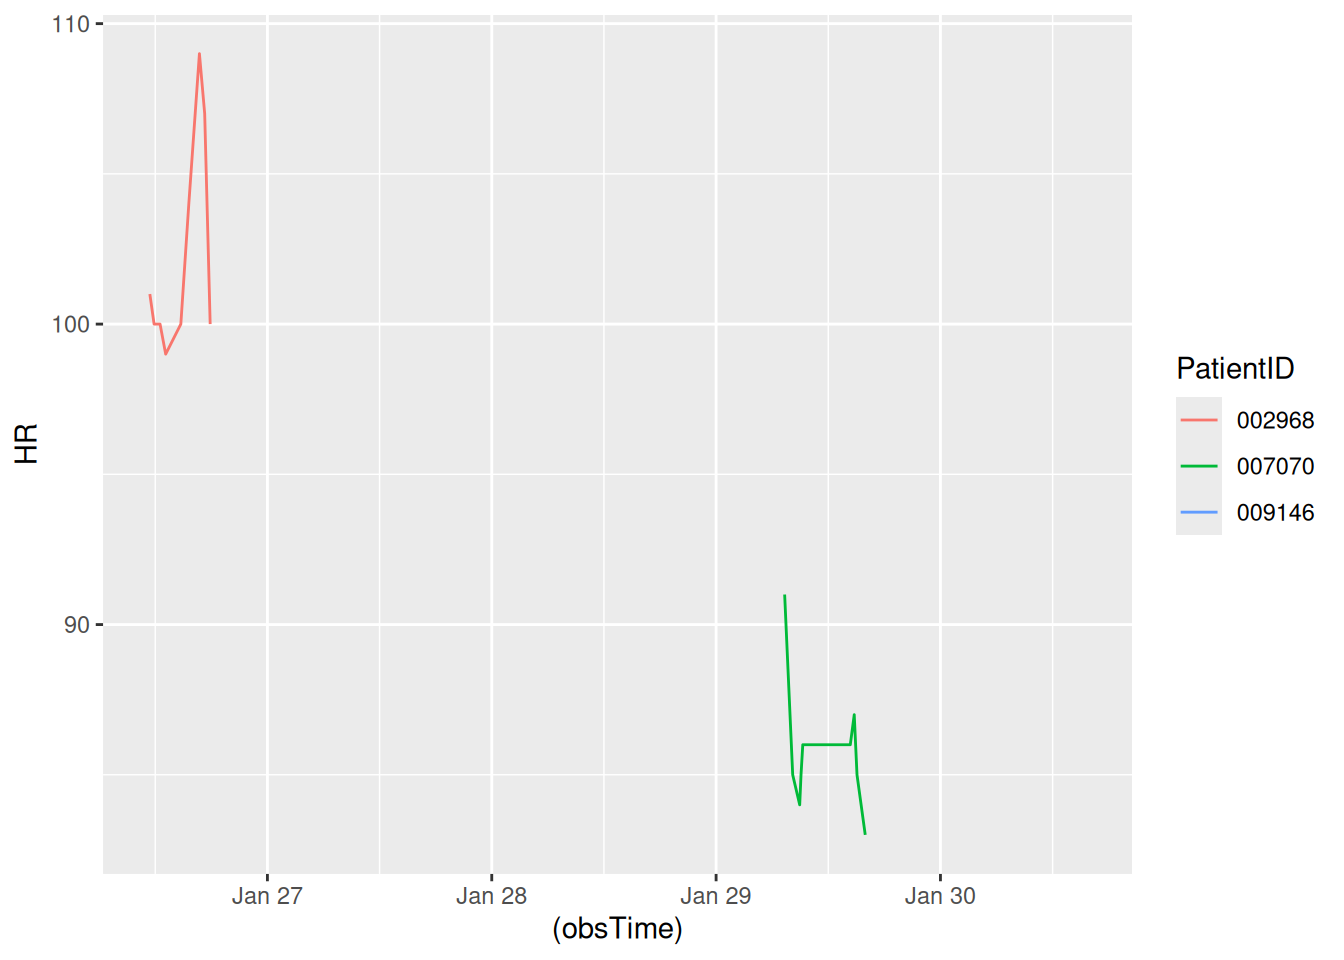 110
100
90
HR
Jan 27
Jan 28
Jan 29
Jan 30
(obsTime)
PatientID
002968
007070
009146